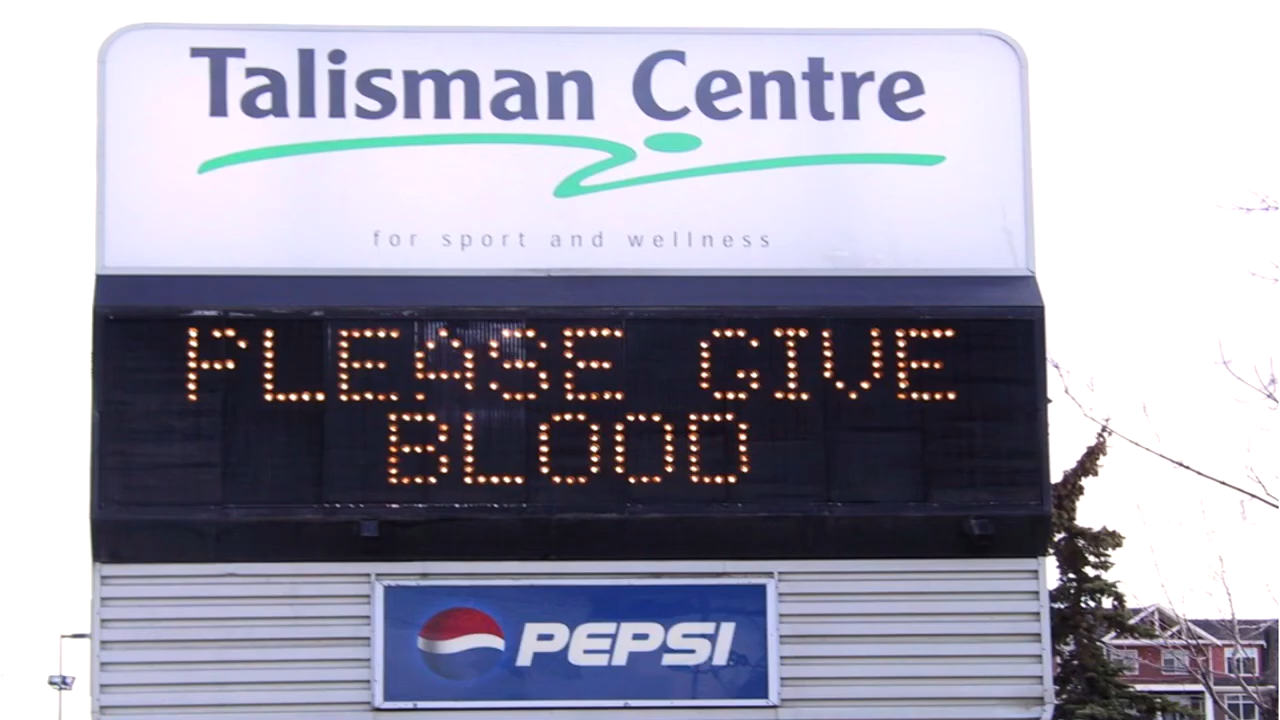 Talisman Centre
for sport and wellness
PLEASE GIVE
BLOOD
PEPSI